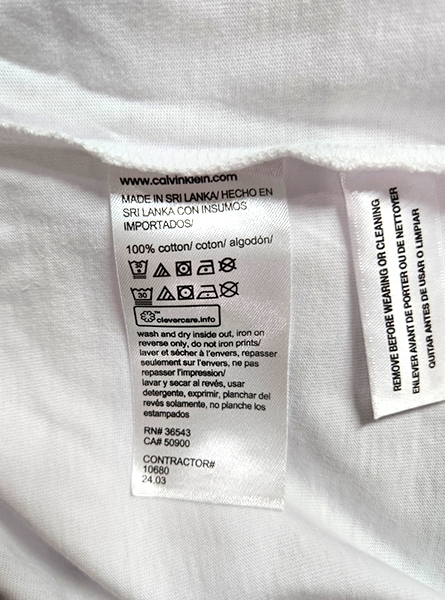 www.calvinklein.com
MADE IN SRI LANKA/ HECHO EN
SRI LANKA CON INSUMOS
IMPORTADOS/
100% cotton/ coton/ algodón/
30
30
clevercare.info
wash and dry inside out, iron on
reverse only, do not iron prints/
laver et sécher à l'envers, repasser
seulement sur l'envers, ne pas
repasser l'impression/
lavar y secar al revés, usar
detergente, exprimir, planchar del
revés solamente, no planche los
estampados
RN# 36543
CA# 50900
CONTRACTOR#
10680
24.03
REMOVE BEFORE WEARING OR CLEANING
ENLEVER AVANT DE PORTER OU DE NETTOYER
QUITAR ANTES DE USAR O LIMPIAR